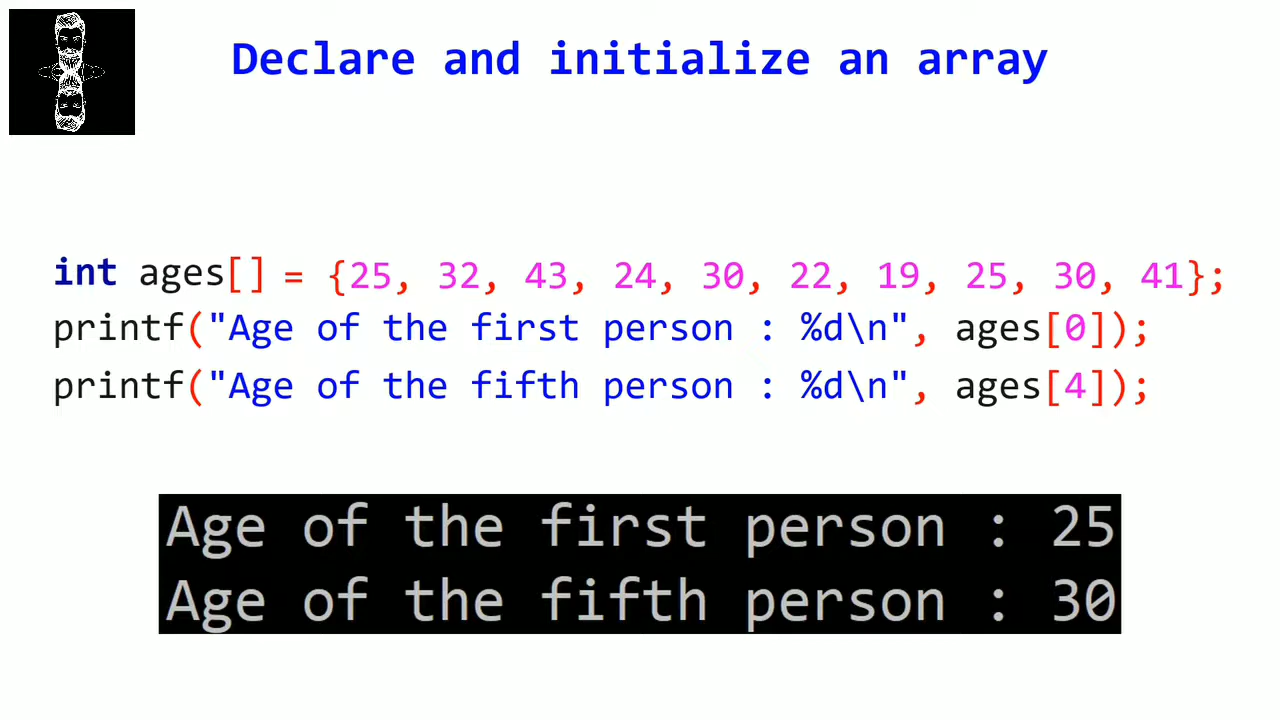 Declare and initialize an array
int ages[] = {25, 32, 43, 24, 30, 22, 19, 25, 30, 41};
printf("Age of the first person : %d\n", ages[0]);
printf("Age of the fifth person : %d\n", ages[4]);
Age of the first person : 25
Age of the fifth person : 30